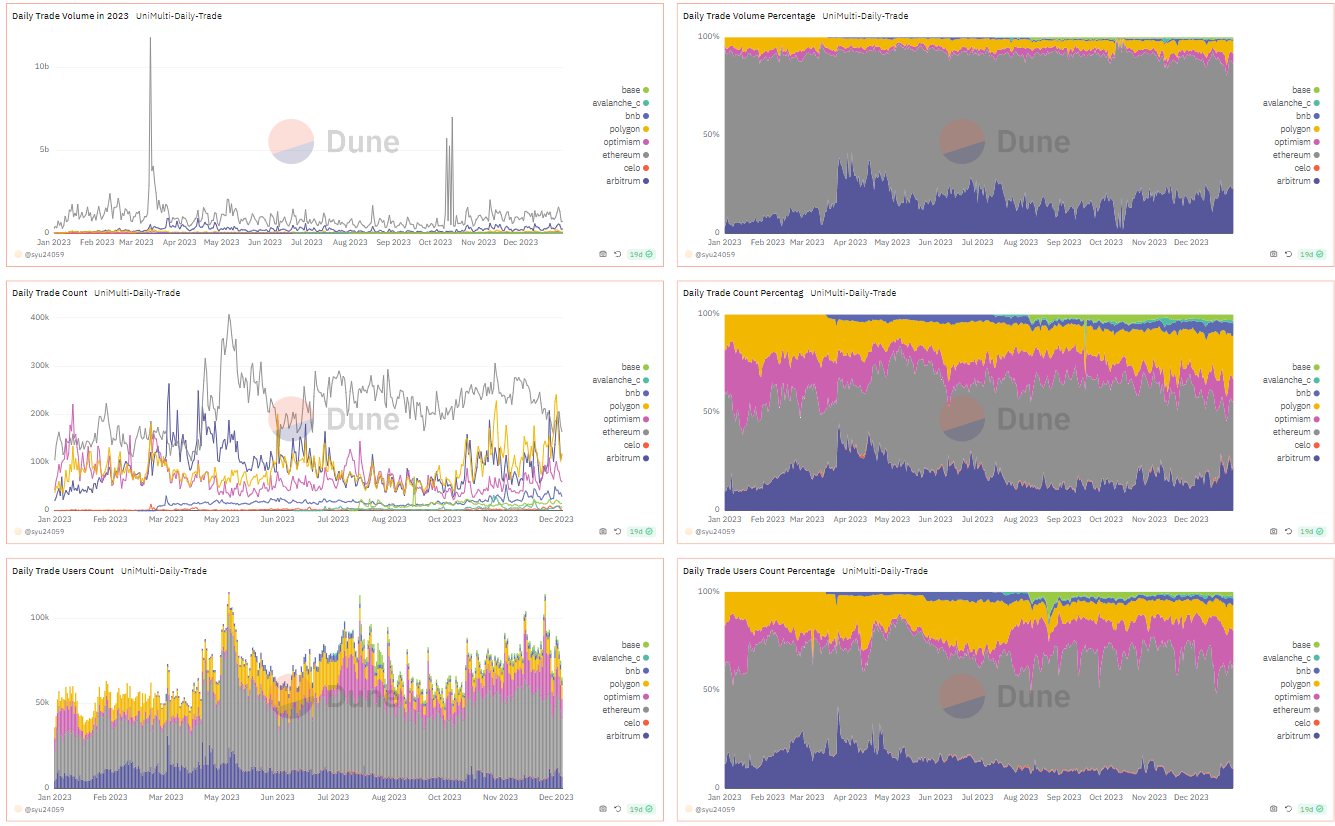 Daily Trade Volume in 2023 UniMulti-Daily-Trade
10b
5b
0
Jan 2023 Feb 2023 Mar 2023 Apr 2023 May 2023 Jun 2023 Jul 2023 Aug 2023 Sep 2023 Oct 2023 Nov 2023 Dec 2023
Dune
base
avalanche_c
bnb
polygon
optimism
ethereum
celo
arbitrum
@syu24059
19d
Daily Trade Volume Percentage UniMulti-Daily-Trade
100%
50%
0
Jan 2023 Feb 2023 Mar 2023 Apr 2023 May 2023 Jun 2023 Jul 2023 Aug 2023 Sep 2023 Oct 2023 Nov 2023 Dec 2023
Dune
base
avalanche_c
bnb
polygon
optimism
ethereum
celo
arbitrum
@syu24059
19d
Daily Trade Count UniMulti-Daily-Trade
400k
300k
200k
100k
0
Jan 2023 Feb 2023 Mar 2023 May 2023 Jun 2023 Jul 2023 Aug 2023 Oct 2023 Nov 2023 Dec 2023
Dune
base
avalanche_c
bnb
polygon
optimism
ethereum
celo
arbitrum
@syu24059
19d
Daily Trade Count Percentag UniMulti-Daily-Trade
100%
50%
0
Jan 2023 Feb 2023 Mar 2023 Apr 2023 May 2023 Jun 2023 Jul 2023 Aug 2023 Sep 2023 Oct 2023 Nov 2023 Dec 2023
Dune
base
avalanche_c
bnb
polygon
optimism
ethereum
celo
arbitrum
@syu24059
19d
Daily Trade Users Count UniMulti-Daily-Trade
100k
50k
0
Jan 2023 Feb 2023 Mar 2023 May 2023 Jun 2023 Jul 2023 Aug 2023 Oct 2023 Nov 2023 Dec 2023
Dune
base
avalanche_c
bnb
polygon
optimism
ethereum
celo
arbitrum
@syu24059
19d
Daily Trade Users Count Percentage UniMulti-Daily-Trade
100%
50%
0
Jan 2023 Feb 2023 Mar 2023 Apr 2023 May 2023 Jun 2023 Jul 2023 Aug 2023 Sep 2023 Oct 2023 Nov 2023 Dec 2023
Dune
base
avalanche_c
bnb
polygon
optimism
ethereum
celo
arbitrum
@syu24059
19d